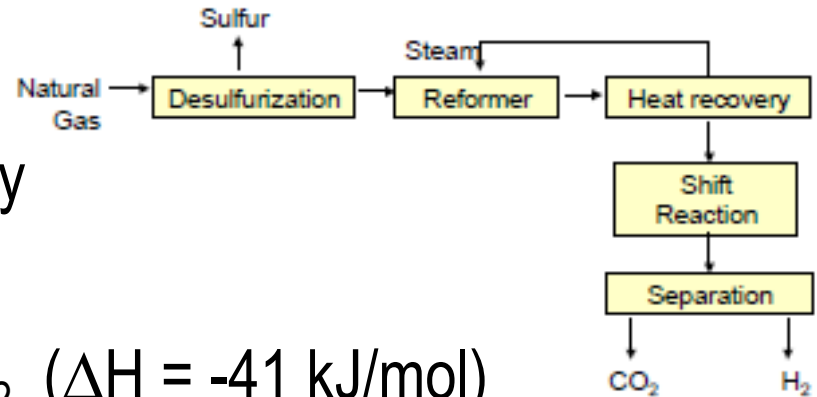 Sulfur
Steam
Natural
Gas
Desulfurization
Reformer
Heat recovery
y
Shift
Reaction
Separation
(ΔH = -41 kJ/mol)
CO₂
H₂